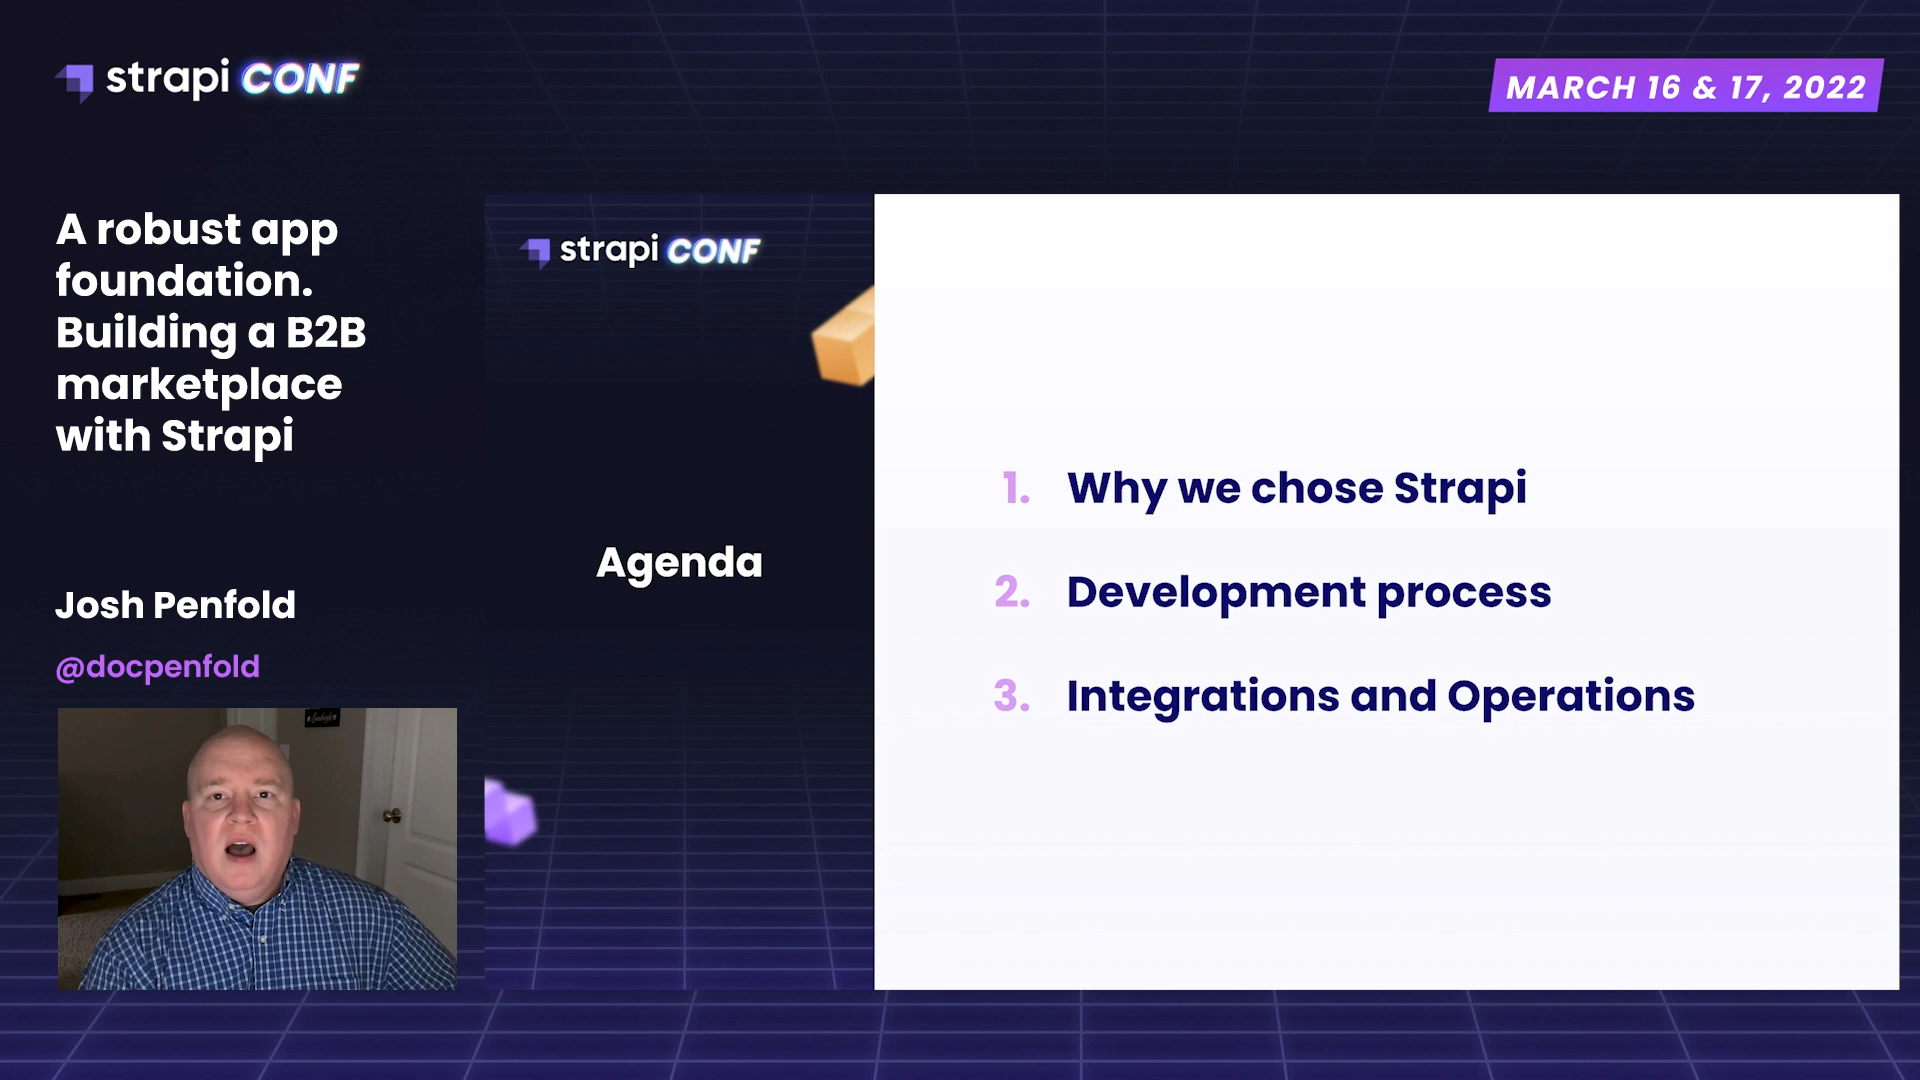 strapi CONF
MARCH 16 & 17, 2022
A robust app
foundation.
Building a B2B
marketplace
with Strapi
Josh Penfold
@docpenfold
strapi CONF
Agenda
1. Why we chose Strapi
2. Development process
3. Integrations and Operations